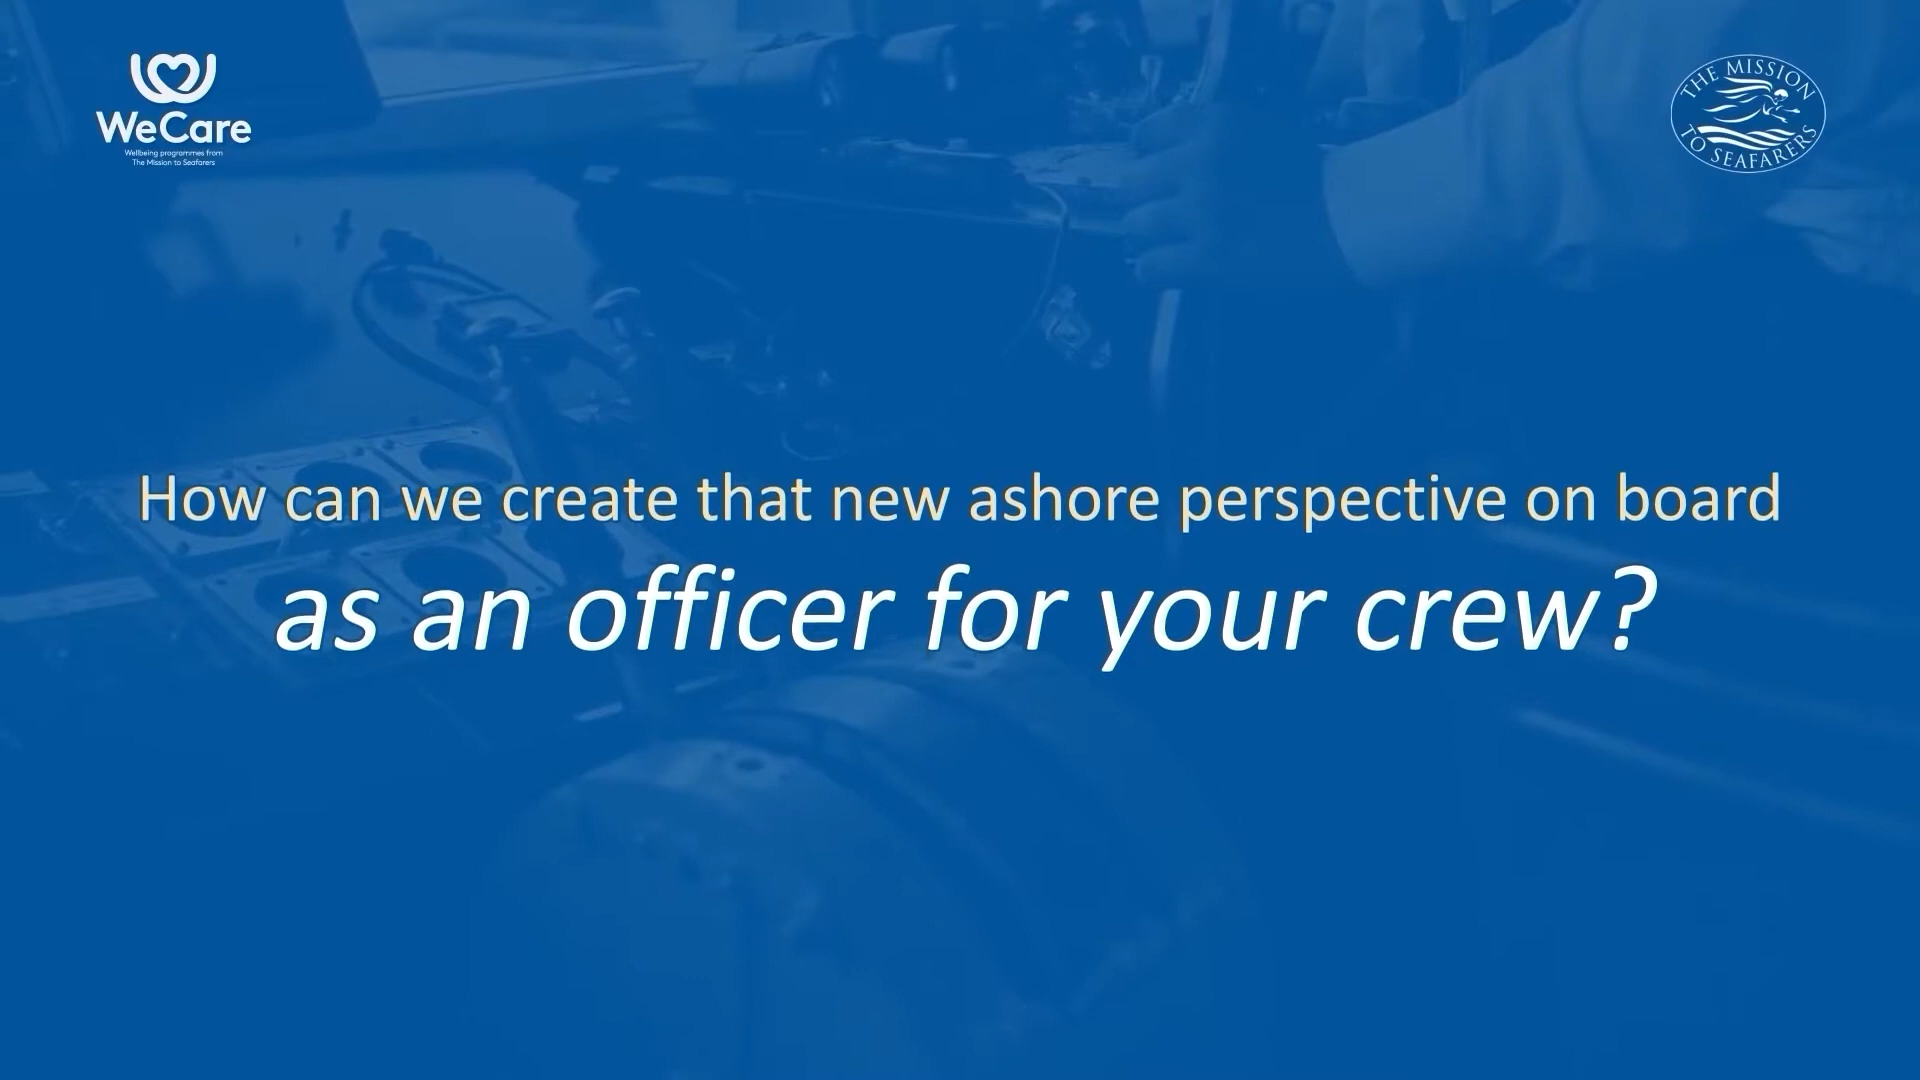 WeCare
Wellbeing programmes from
The Mission to Seafarers
THE MISSION
TO SEAFARERS
How can we create that new ashore perspective on board
as an officer for your crew?